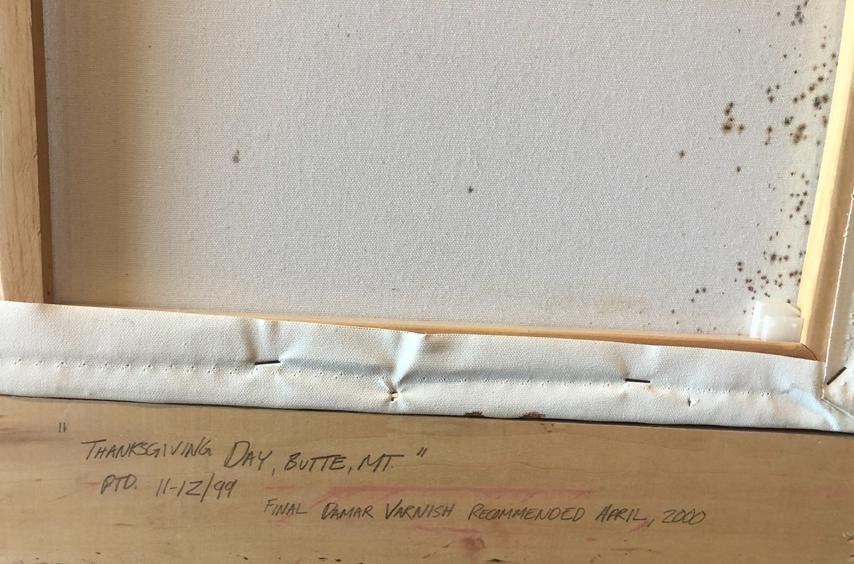 "THANKSGIVING DAY, BUTTE, MT."
PTD. 11-12/99
FINAL DAMAR VARNISH RECOMMENDED APRIL, 2000